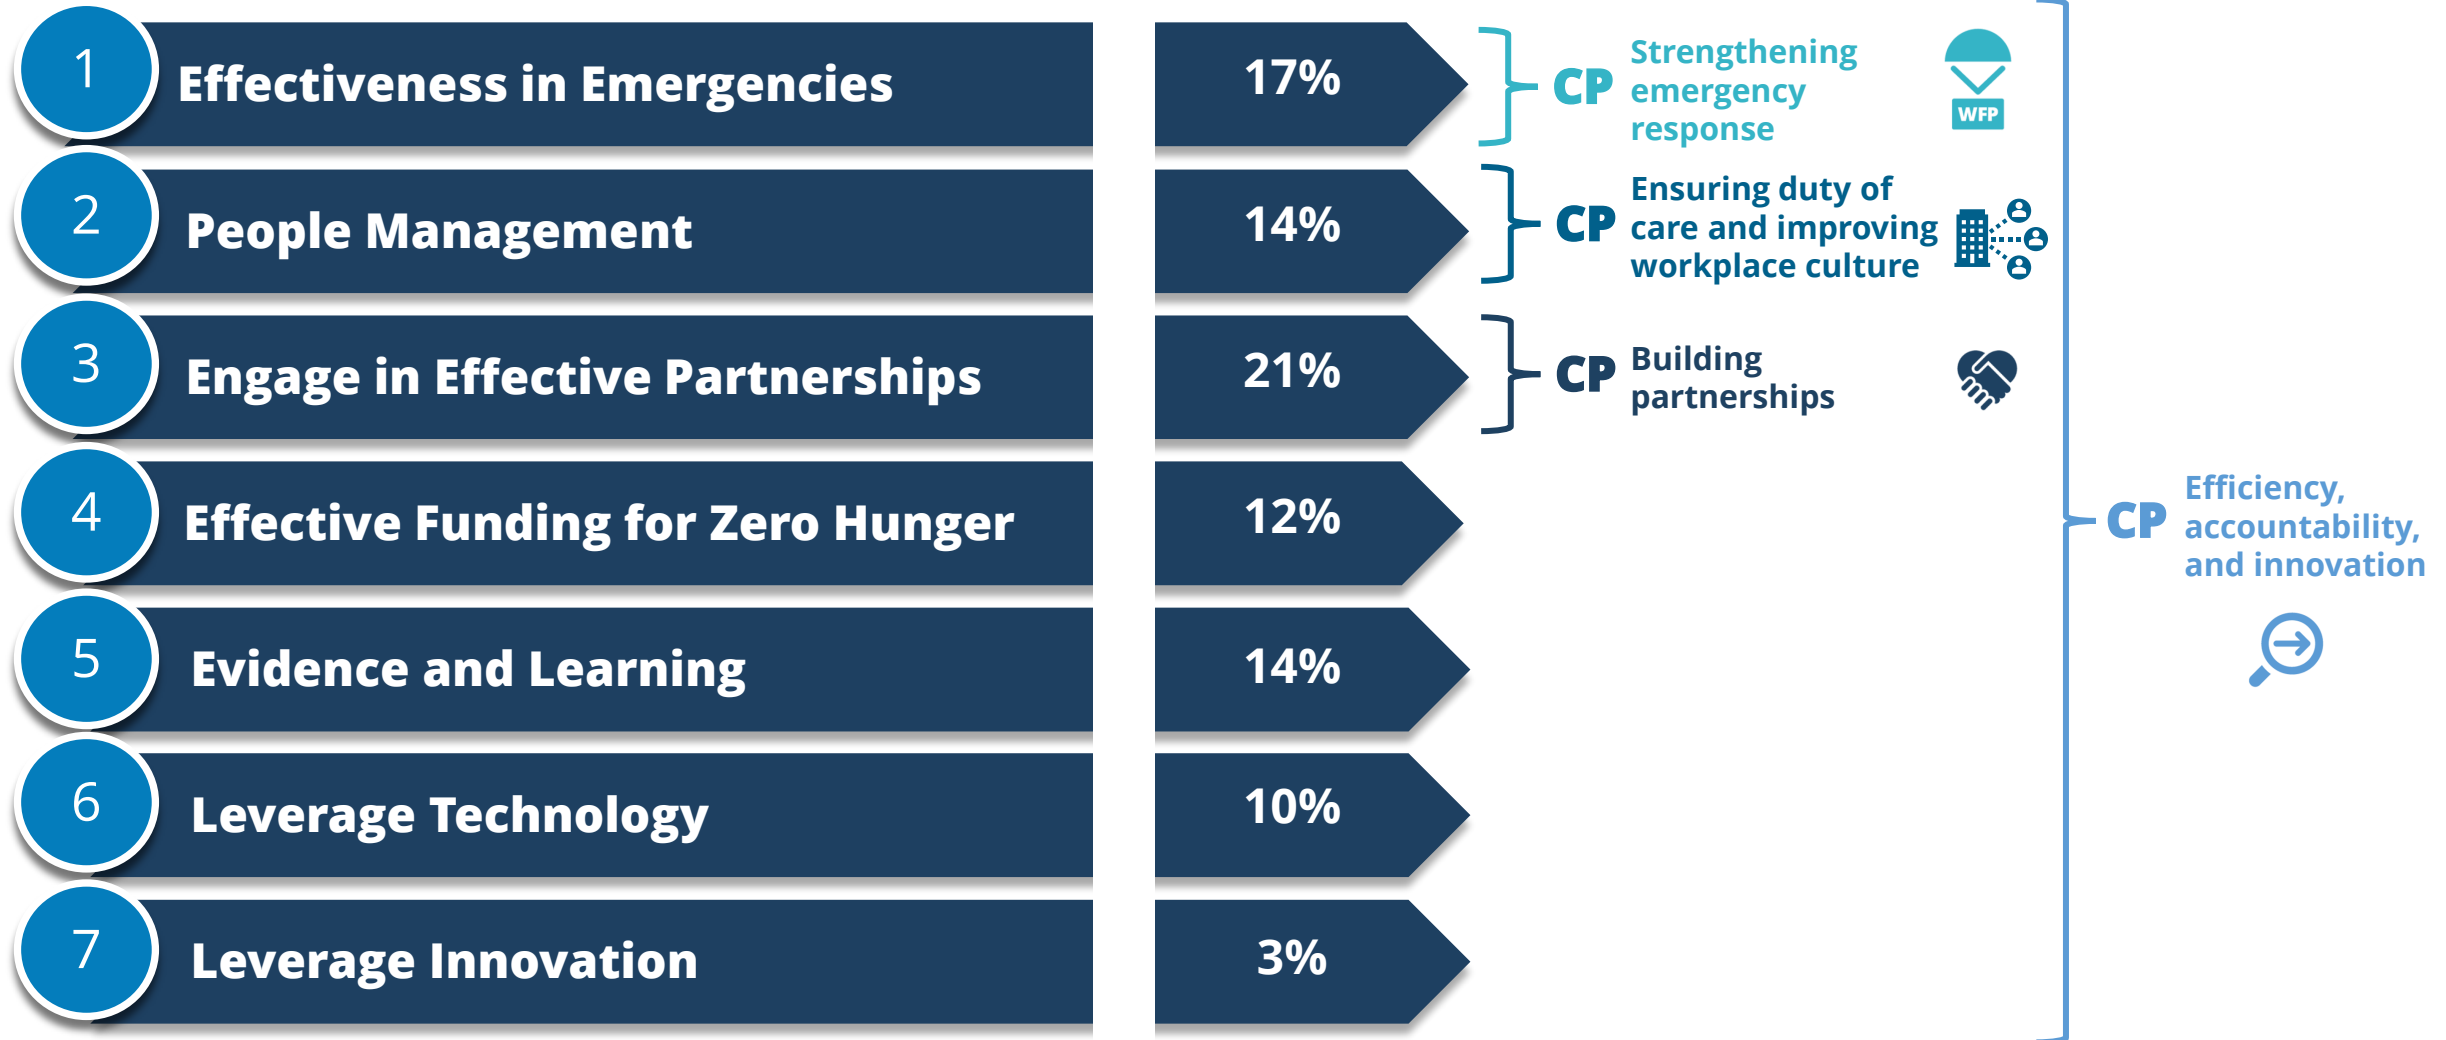 1
Effectiveness in Emergencies
17%
CP
Strengthening
emergency
response
WFP
2
People Management
14%
CP
Ensuring duty of
care and improving
workplace culture
3
Engage in Effective Partnerships
21%
CP
Building
partnerships
4
Effective Funding for Zero Hunger
12%
5
Evidence and Learning
14%
6
Leverage Technology
10%
7
Leverage Innovation
3%
CP
Efficiency,
accountability,
and innovation